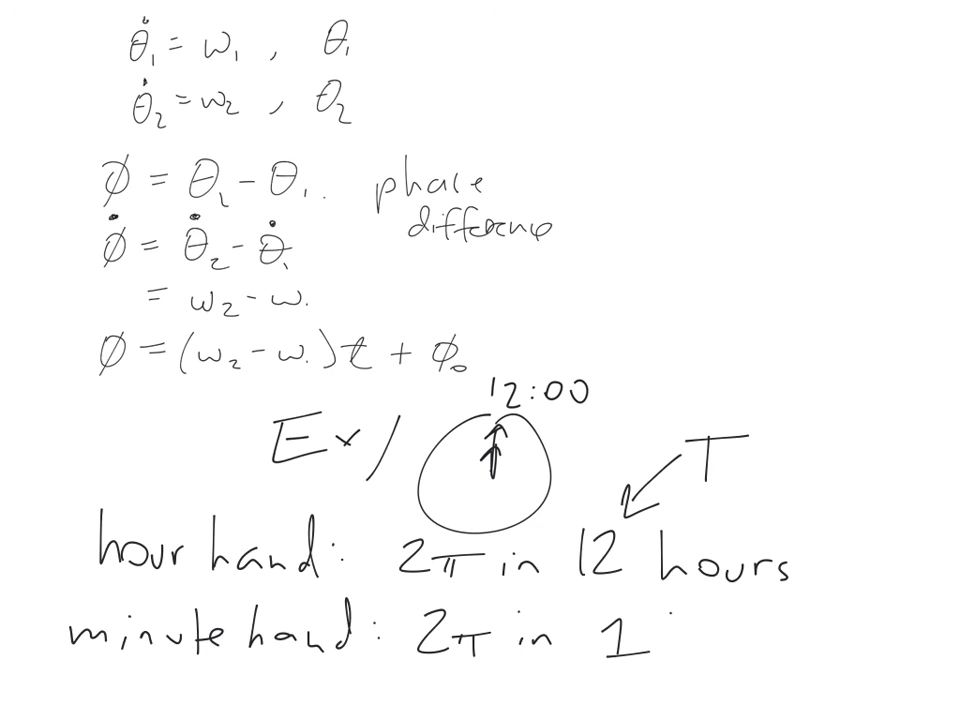 θ̇₁ = ω₁ , θ₁
θ̇₂ = ω₂ , θ₂
ϕ = θ₂ - θ₁. phase
difference
ϕ̇ = θ̇₂ - θ̇₁
= ω₂ - ω₁
ϕ = (ω₂ - ω₁)t + ϕ₀
12:00
Ex/
T
hour hand: 2π in 12 hours
minute hand: 2π in 1